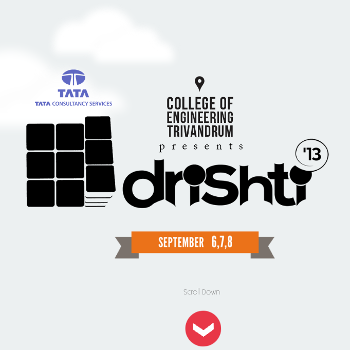 TATA
TATA CONSULTANCY SERVICES
COLLEGE OF
ENGINEERING
TRIVANDRUM
presents
drishti
'13
SEPTEMBER 6,7,8
Scroll Down